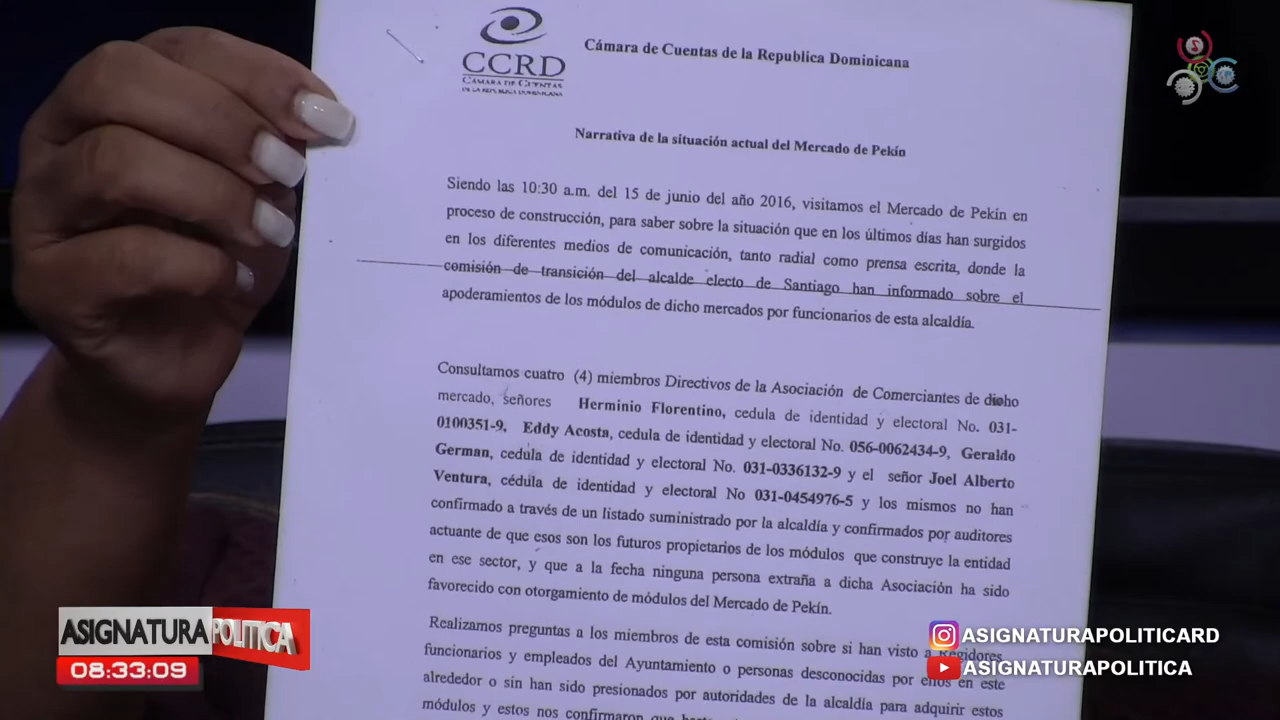 CCRD
CÁMARA DE CUENTAS
DE LA REPUBLICA DOMINICANA
Cámara de Cuentas de la Republica Dominicana
Narrativa de la situación actual del Mercado de Pekín
Siendo las 10:30 a.m. del 15 de junio del año 2016, visitamos el Mercado de Pekín en
proceso de construcción, para saber sobre la situación que en los últimos días han surgidos
en los diferentes medios de comunicación, tanto radial como prensa escrita, donde la
comisión de transición del alcalde electo de Santiago han informado sobre el
apoderamientos de los módulos de dicho mercados por funcionarios de esta alcaldía.
Consultamos cuatro (4) miembros Directivos de la Asociación de Comerciantes de dicho
mercado, señores Herminio Florentino, cedula de identidad y electoral No. 031-
0100351-9, Eddy Acosta, cedula de identidad y electoral No. 056-0062434-9, Geraldo
German, cedula de identidad y electoral No. 031-0336132-9 y el señor Joel Alberto
Ventura, cédula de identidad y electoral No 031-0454976-5 y los mismos no han
confirmado a través de un listado suministrado por la alcaldía y confirmados por auditores
actuante de que esos son los futuros propietarios de los módulos que construye la entidad
en ese sector, y que a la fecha ninguna persona extraña a dicha Asociación ha sido
favorecido con otorgamiento de módulos del Mercado de Pekín.
Realizamos preguntas a los miembros de esta comisión sobre si han visto a Regidores
funcionarios y empleados del Ayuntamiento o personas desconocidas por ellos en este
alrededor o sin han sido presionados por autoridades de la alcaldía para adquirir estos
módulos y estos nos confirmaron que
ASIGNATURA POLITICA
08:33:09
ASIGNATURAPOLITICARD
ASIGNATURAPOLITICA